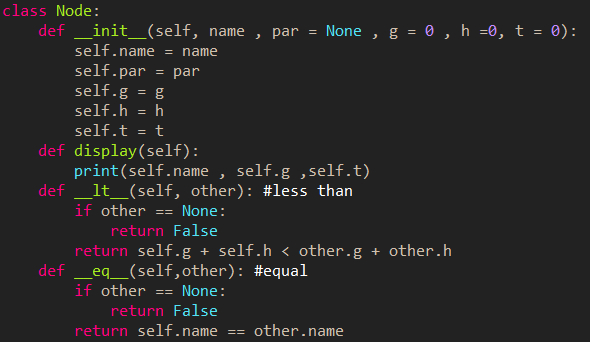 class Node:
    def __init__(self, name , par = None , g = 0 , h =0, t = 0):
        self.name = name
        self.par = par
        self.g = g
        self.h = h
        self.t = t
    def display(self):
        print(self.name , self.g ,self.t)
    def __lt__(self, other): #less than
        if other == None:
            return False
        return self.g + self.h < other.g + other.h
    def __eq__(self,other): #equal
        if other == None:
            return False
        return self.name == other.name